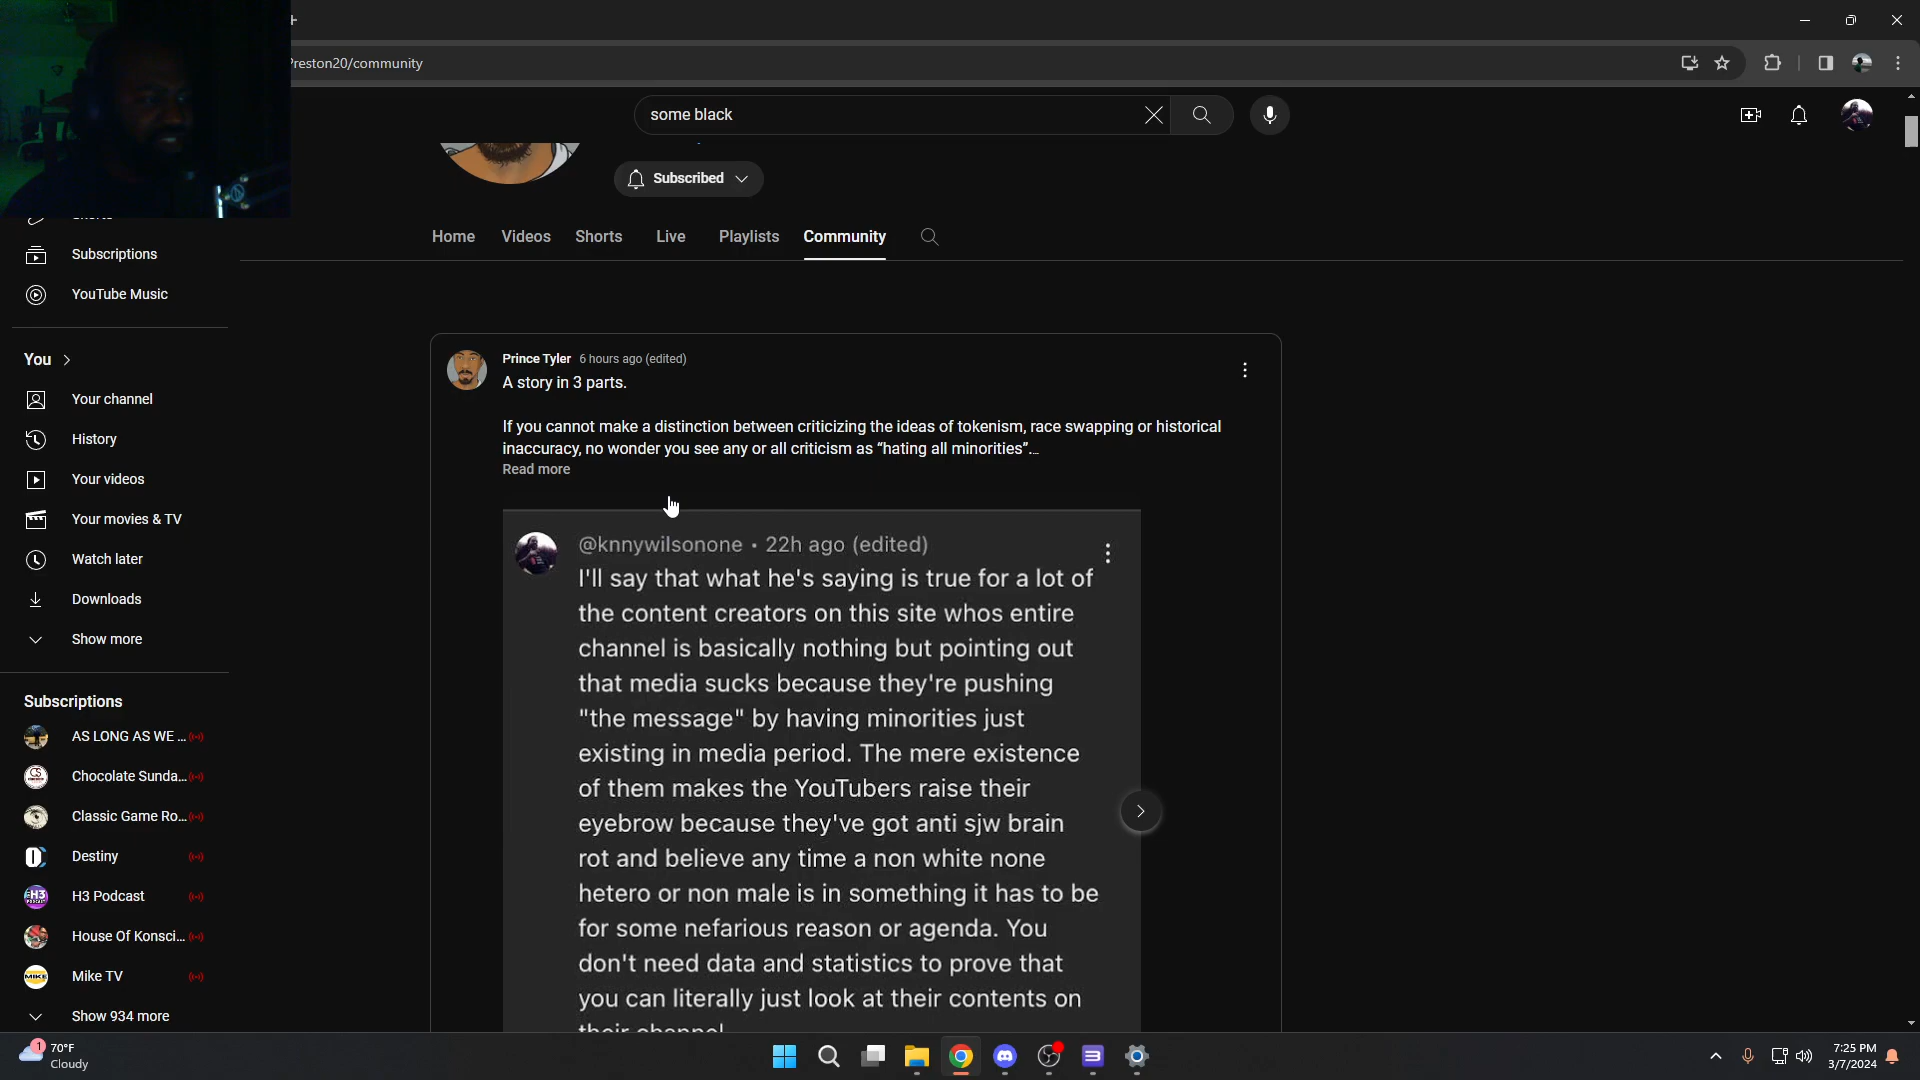 Preston20/community
some black
Subscribed
Home Videos Shorts Live Playlists Community
Subscriptions
YouTube Music
You
Your channel
History
Your videos
Your movies & TV
Watch later
Downloads
Show more
Subscriptions
AS LONG AS WE ...
Chocolate Sunda...
Classic Game Ro...
Destiny
H3 Podcast
House Of Konsci...
Mike TV
Show 934 more
Prince Tyler 6 hours ago (edited)
A story in 3 parts.
If you cannot make a distinction between criticizing the ideas of tokenism, race swapping or historical
inaccuracy, no wonder you see any or all criticism as “hating all minorities”...
Read more
@knnywilsonone • 22h ago (edited)
I'll say that what he's saying is true for a lot of
the content creators on this site whos entire
channel is basically nothing but pointing out
that media sucks because they're pushing
"the message" by having minorities just
existing in media period. The mere existence
of them makes the YouTubers raise their
eyebrow because they've got anti sjw brain
rot and believe any time a non white none
hetero or non male is in something it has to be
for some nefarious reason or agenda. You
don't need data and statistics to prove that
you can literally just look at their contents on
their channel
1
70°F
Cloudy
7:25 PM
3/7/2024